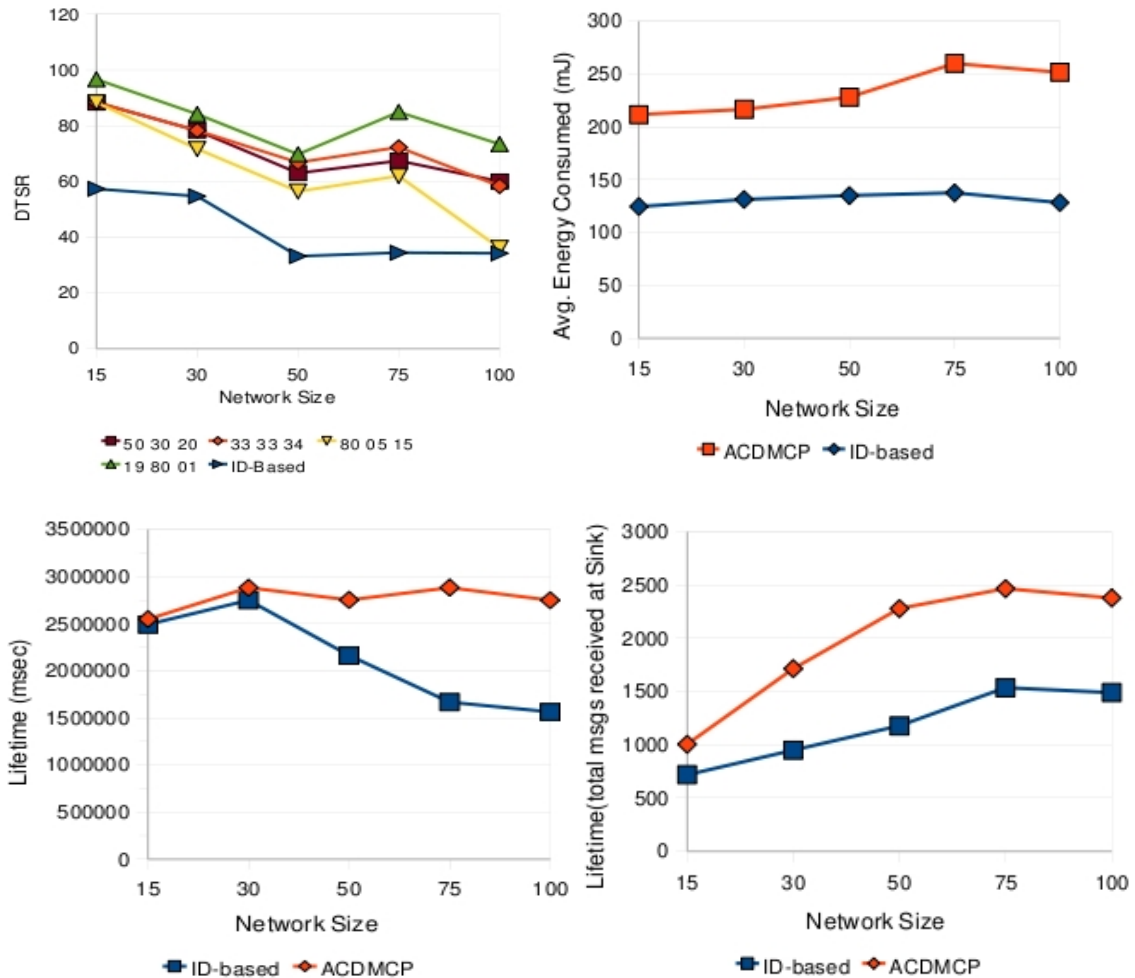 120
100
80
60
40
20
0
DTSR
15 30 50 75 100
Network Size
50 30 20 33 33 34 80 05 15
19 80 01 ID-Based
300
250
200
150
100
50
0
Avg. Energy Consumed (mJ)
15 30 50 75 100
Network Size
ACDMCP ID-based
3500000
3000000
2500000
2000000
1500000
1000000
500000
0
Lifetime (msec)
15 30 50 75 100
Network Size
ID-based ACDMCP
3000
2500
2000
1500
1000
500
0
Lifetime(total msgs received at Sink)
15 30 50 75 100
Network Size
ID-based ACDMCP